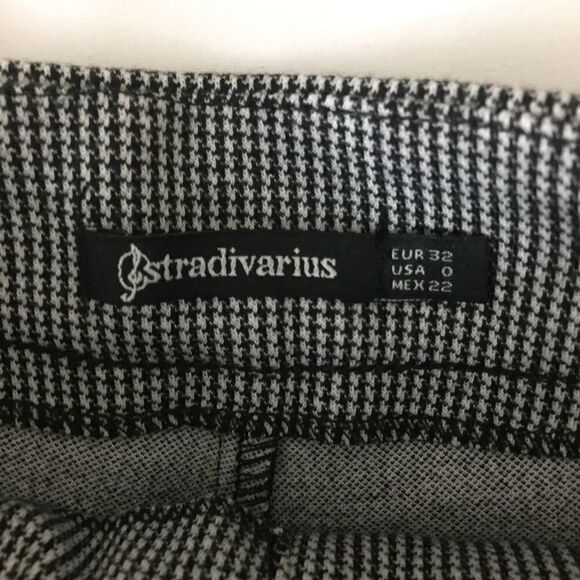 stradivarius
EUR 32
USA 0
MEX 22